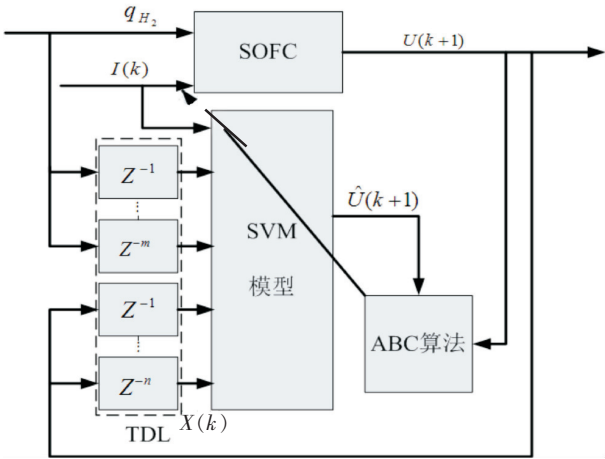 q_{H_2}
SOFC
U(k+1)
I(k)
Z^{-1}
Z^{-m}
Z^{-1}
Z^{-n}
TDL
X(k)
SVM
模型
Û(k+1)
ABC算法